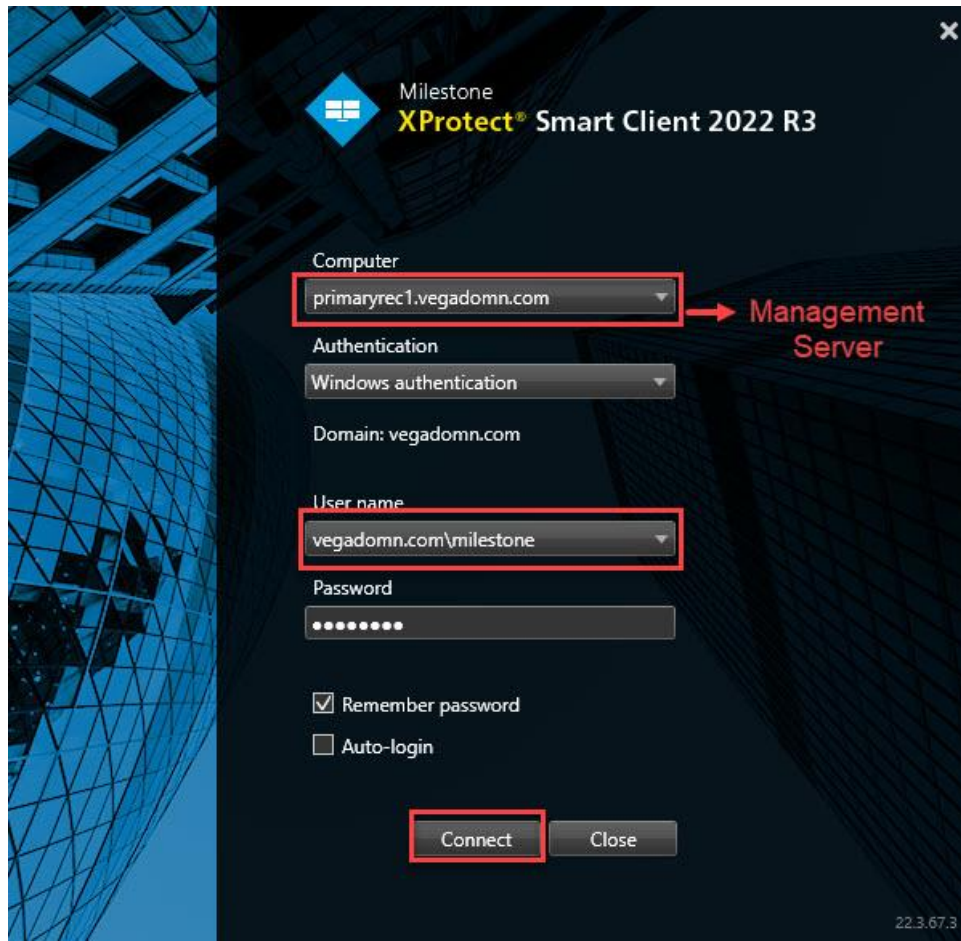 Milestone
XProtect® Smart Client 2022 R3
Computer
primaryrec1.vegadomn.com
Management
Server
Authentication
Windows authentication
Domain: vegadomn.com
User name
vegadomn.com\milestone
Password
Remember password
Auto-login
Connect
Close
22.3.67.3